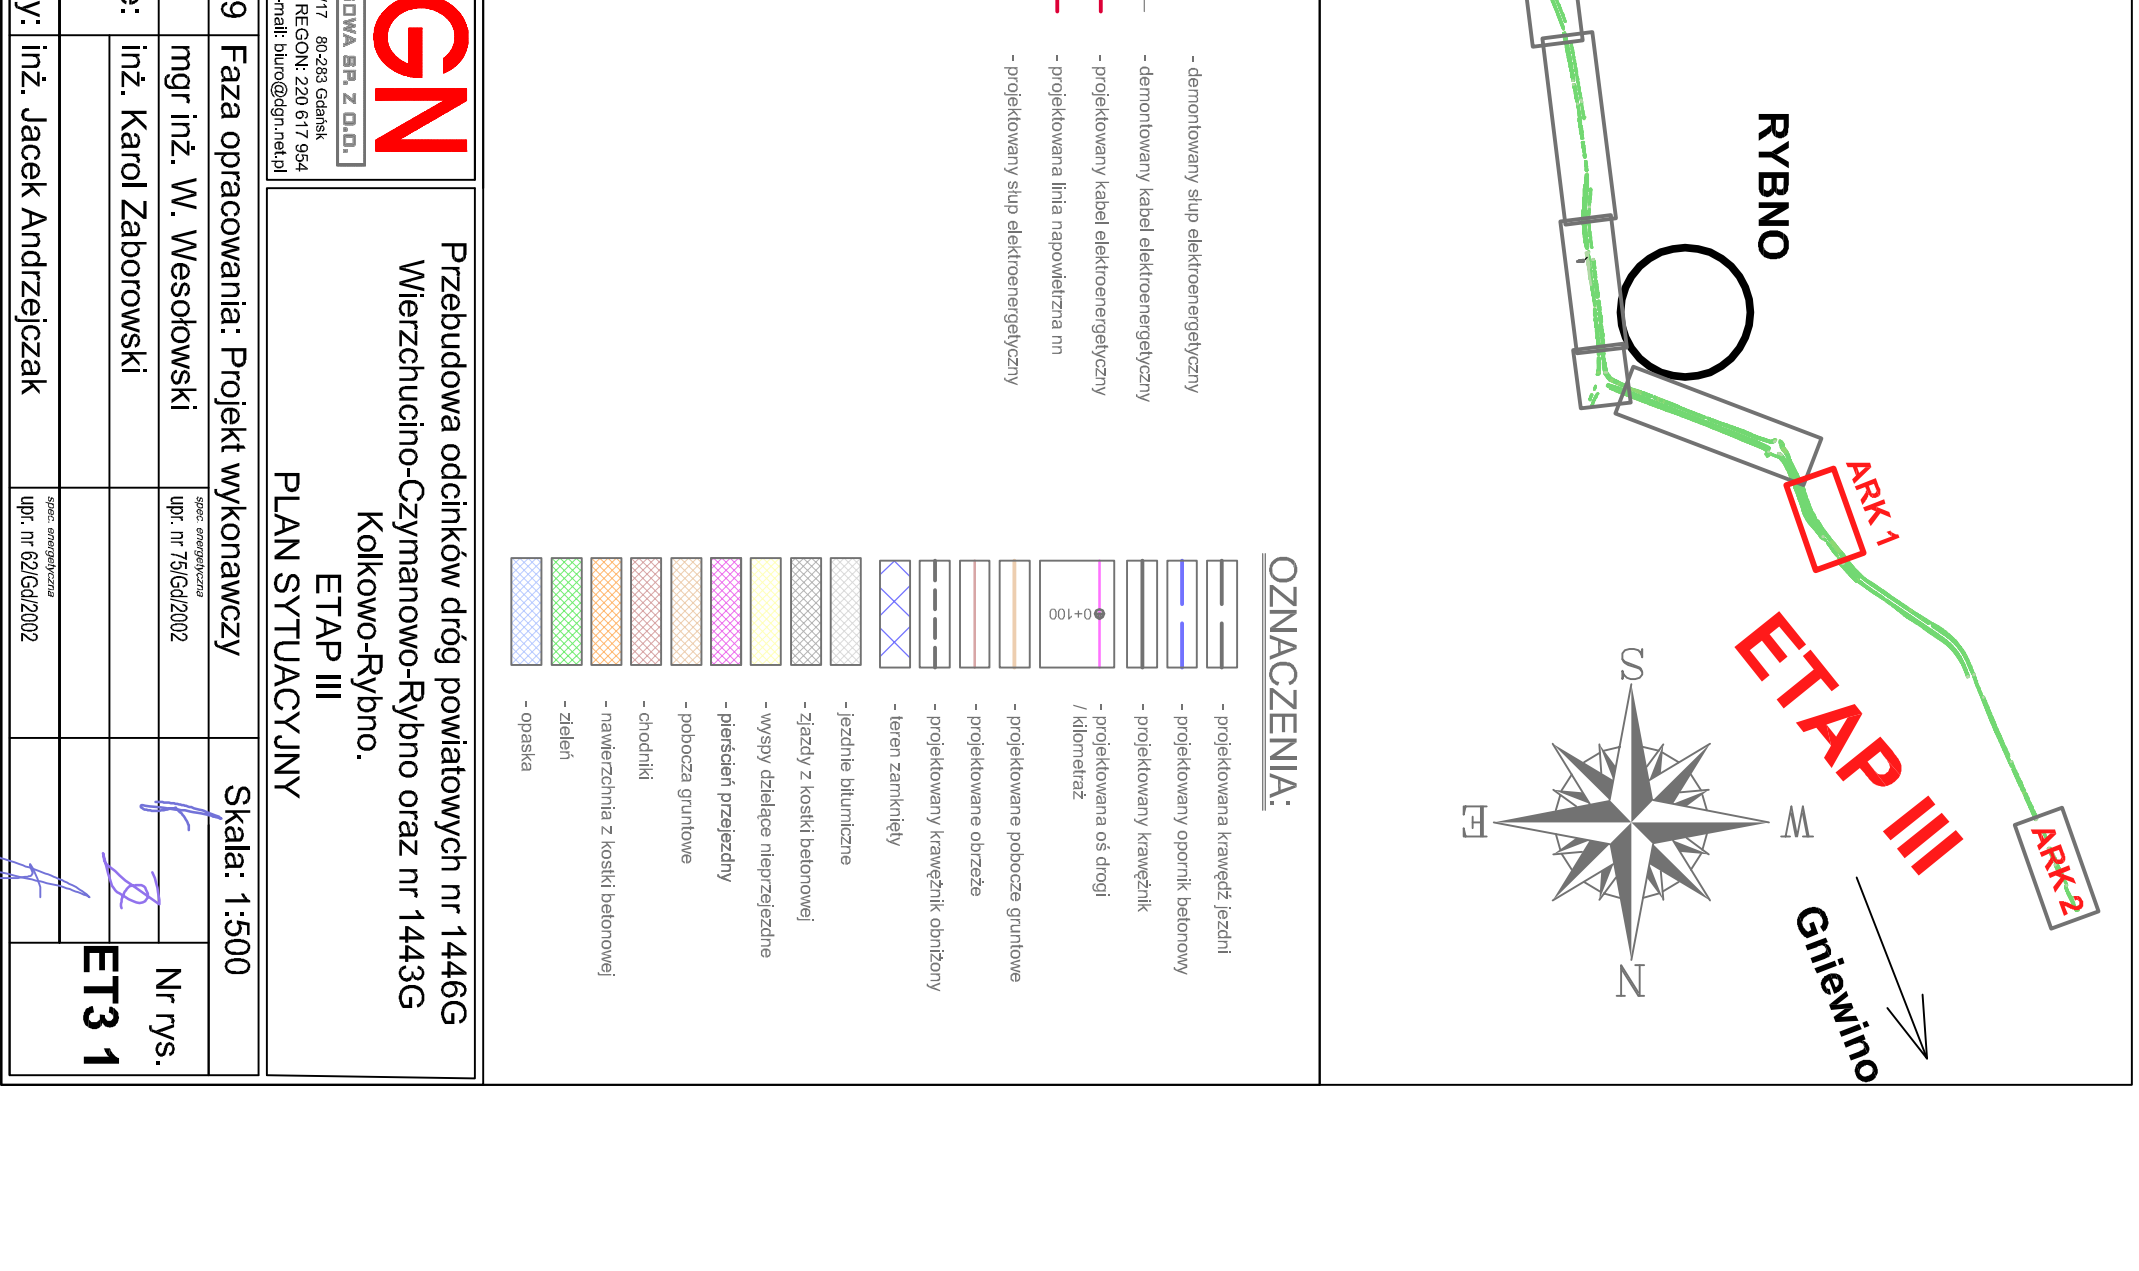 RYBNO
ARK 1
ETAP III
ARK 2
Gniewino
S
W
E
N
OZNACZENIA:
- projektowana krawędź jezdni
- projektowany opornik betonowy
- projektowany krawężnik
0+100
- projektowana oś drogi
/ kilometraż
- projektowane pobocze gruntowe
- projektowane obrzeże
- projektowany krawężnik obniżony
- teren zamknięty
- jezdnie bitumiczne
- zjazdy z kostki betonowej
- wyspy dzielące nieprzejezdne
- pierścień przejezdny
- pobocza gruntowe
- chodniki
- nawierzchnia z kostki betonowej
- zieleń
- opaska
- demontowany słup elektroenergetyczny
- demontowany kabel elektroenergetyczny
- projektowany kabel elektroenergetyczny
- projektowana linia napowietrzna nn
- projektowany słup elektroenergetyczny
GN
OWA SP. Z O.O.
/17 80-283 Gdańsk
REGON: 220 617 954
-mail: biuro@dgn.net.pl
Przebudowa odcinków dróg powiatowych nr 1446G
Wierzchucino-Czymanowo-Rybno oraz nr 1443G
Kolkowo-Rybno.
ETAP III
PLAN SYTUACYJNY
9 Faza opracowania: Projekt wykonawczy
Skala: 1:500
mgr inż. W. Wesołowski
spec. energetyczna
upr. nr 75/Gd/2002
e: inż. Karol Zaborowski
y: inż. Jacek Andrzejczak
spec. energetyczna
upr. nr 62/Gd/2002
Nr rys.
ET3 1